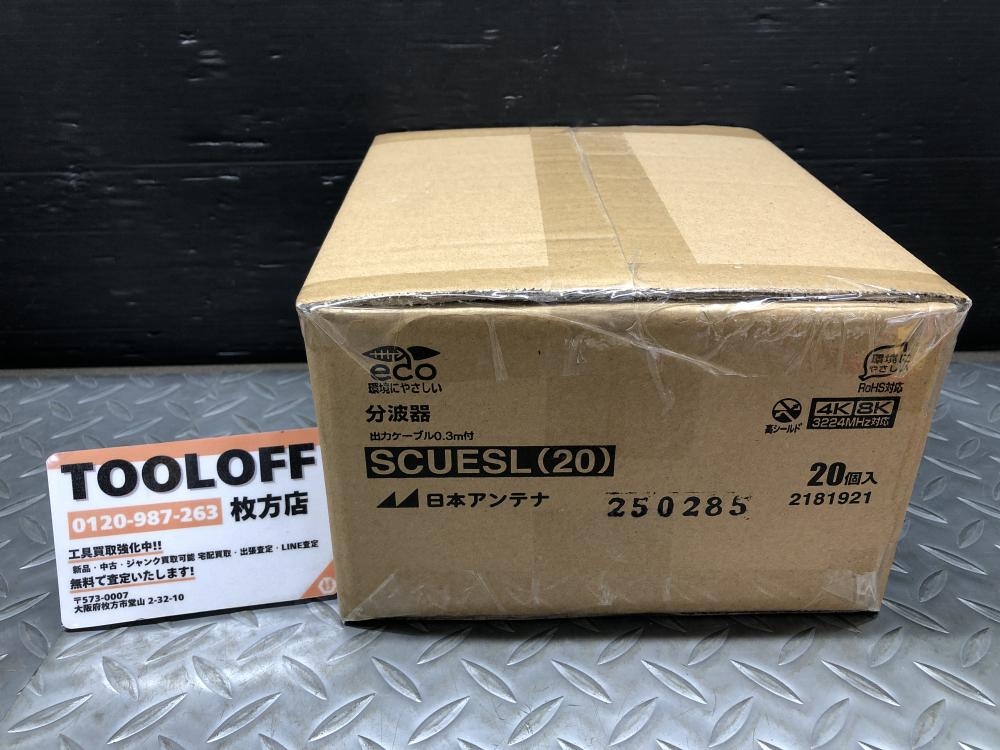 eco
環境にやさしい
分波器
出力ケーブル0.3m付
SCUESL(20)
日本アンテナ
250285
環境に
やさしい
RoHS対応
高シールド
4K 8K
3224MHz対応
20個入
2181921
TOOLOFF
0120-987-263 枚方店
工具買取強化中!!
新品・中古・ジャンク買取可能 宅配買取・出張査定・LINE査定
無料で査定いたします!
〒573-0007
大阪府枚方市堂山 2-32-10